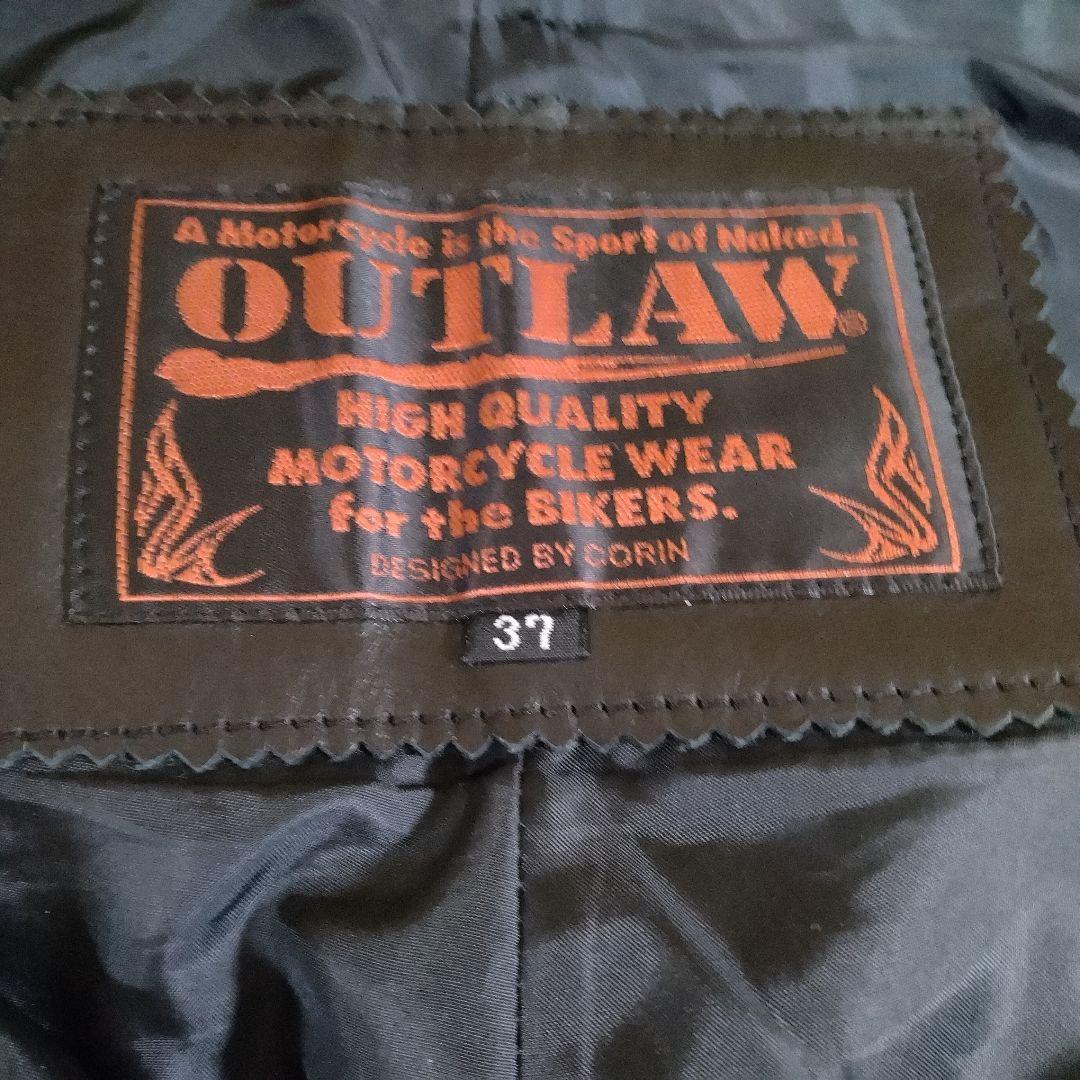 A Motorcycle is the Sport of Naked.
OUTLAW®
HIGH QUALITY
MOTORCYCLE WEAR
for the BIKERS.
DESIGNED BY CORIN
37